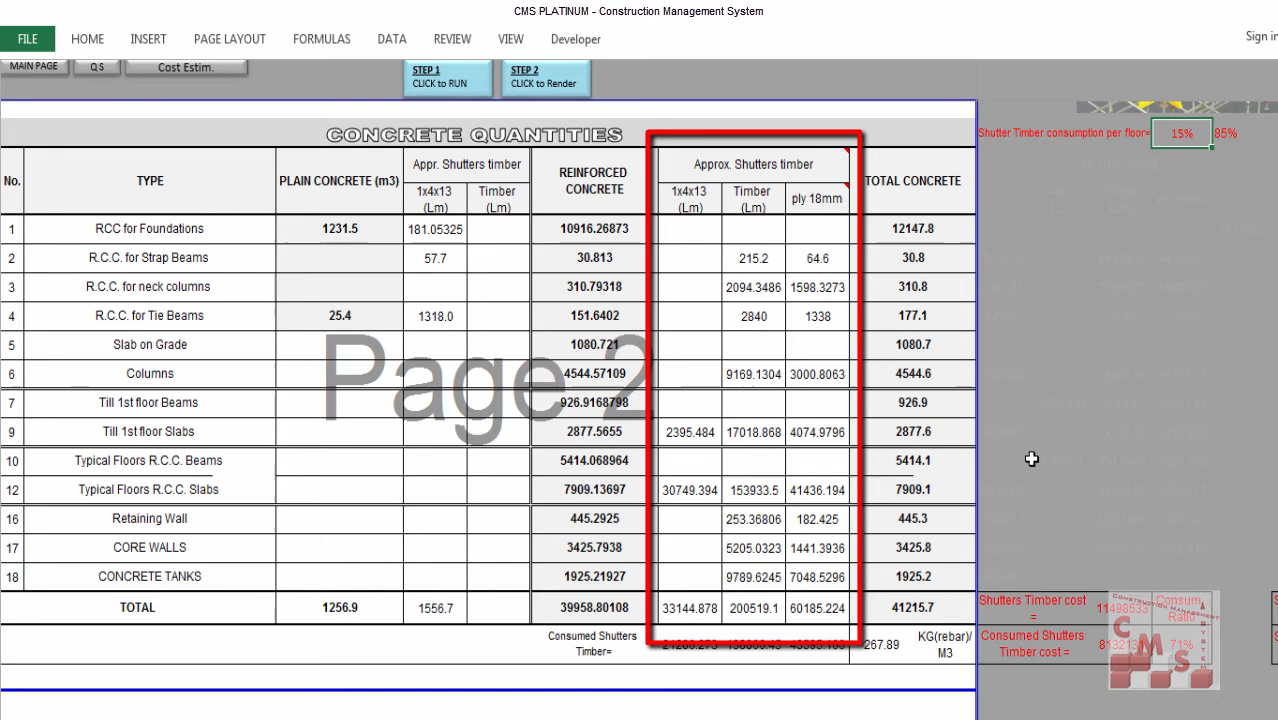 CMS PLATINUM - Construction Management System
FILE HOME INSERT PAGE LAYOUT FORMULAS DATA REVIEW VIEW Developer Sign in
MAIN PAGE Q S Cost Estim. STEP 1 STEP 2
CLICK to RUN CLICK to Render
CONCRETE QUANTITIES
Shutter Timber consumption per floor= 15% 85%
No. TYPE PLAIN CONCRETE (m3) Appr. Shutters timber REINFORCED CONCRETE Approx. Shutters timber TOTAL CONCRETE
1x4x13 (Lm) Timber (Lm) 1x4x13 (Lm) Timber (Lm) ply 18mm
1 RCC for Foundations 1231.5 181.05325 10916.26873 12147.8
2 R.C.C. for Strap Beams 57.7 30.813 215.2 64.6 30.8
3 R.C.C. for neck columns 310.79318 2094.3486 1598.3273 310.8
4 R.C.C. for Tie Beams 25.4 1318.0 151.6402 2840 1338 177.1
5 Slab on Grade 1080.721 1080.7
6 Columns 4544.57109 9169.1304 3000.8063 4544.6
7 Till 1st floor Beams 926.9168798 926.9
9 Till 1st floor Slabs 2877.5655 2395.484 17018.868 4074.9796 2877.6
10 Typical Floors R.C.C. Beams 5414.068964 5414.1
12 Typical Floors R.C.C. Slabs 7909.13697 30749.394 153933.5 41436.194 7909.1
16 Retaining Wall 445.2925 253.36806 182.425 445.3
17 CORE WALLS 3425.7938 5205.0323 1441.3936 3425.8
18 CONCRETE TANKS 1925.21927 9789.6245 7048.5296 1925.2
TOTAL 1256.9 1556.7 39958.80108 33144.878 200519.1 60185.224 41215.7
Page 2
Consumed Shutters Timber= 267.89 KG(rebar)/ M3
Shutters Timber cost = 11498533 Consum. Ratio
Consumed Shutters Timber cost = 71%
CONSTRUCTION MANAGEMENT SYSTEM
CMS